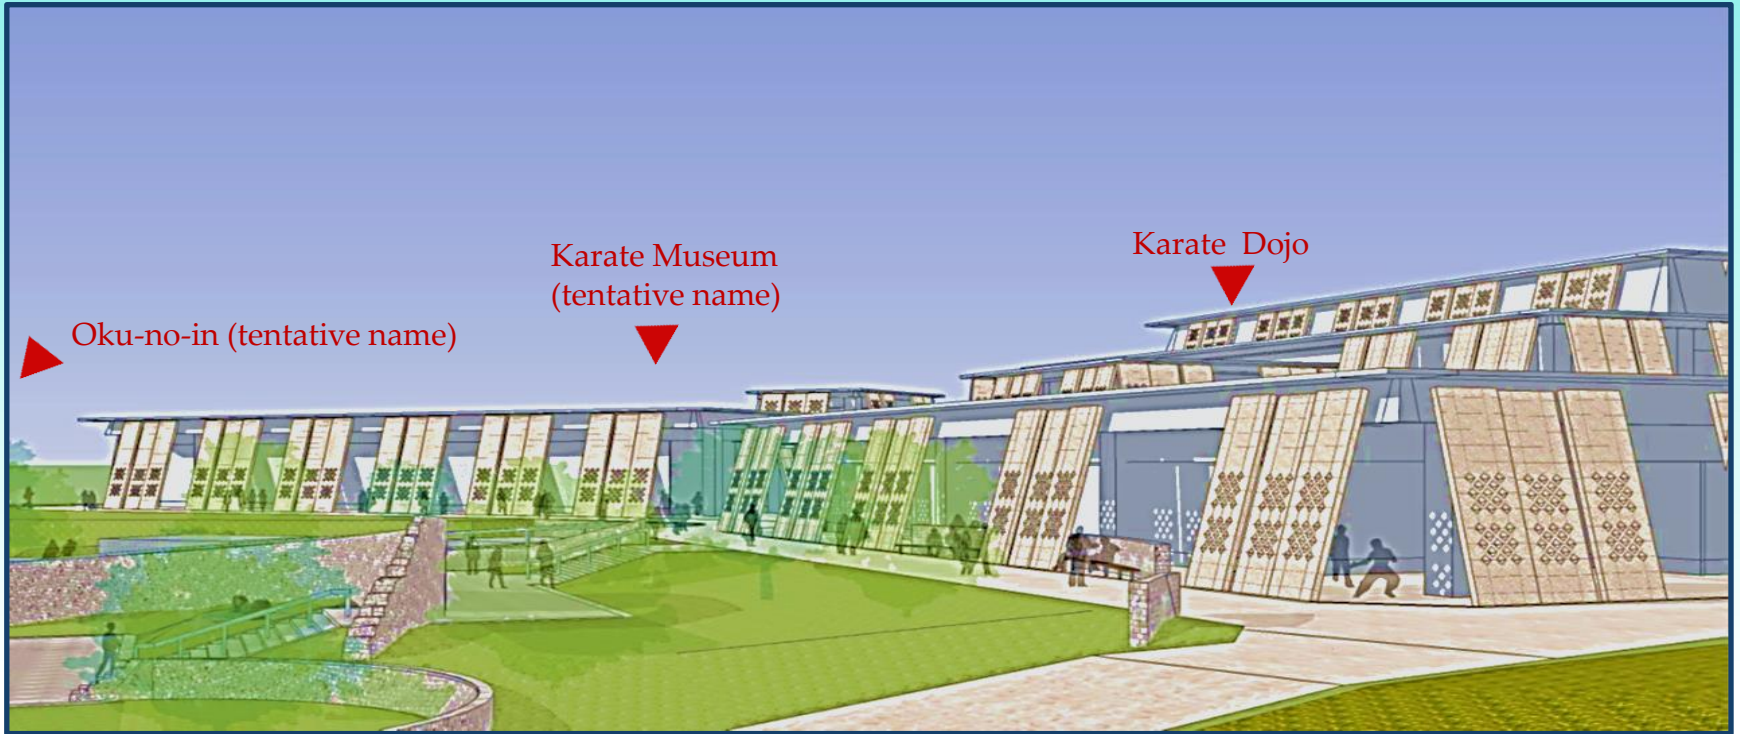 Oku-no-in (tentative name)
Karate Museum
(tentative name)
Karate Dojo